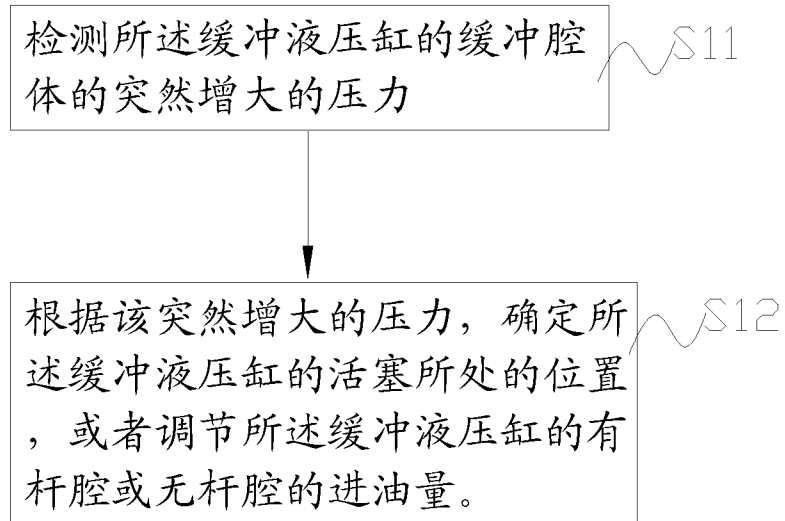 检测所述缓冲液压缸的缓冲腔
体的突然增大的压力
S11
根据该突然增大的压力，确定所
述缓冲液压缸的活塞所处的位置
，或者调节所述缓冲液压缸的有
杆腔或无杆腔的进油量。
S12